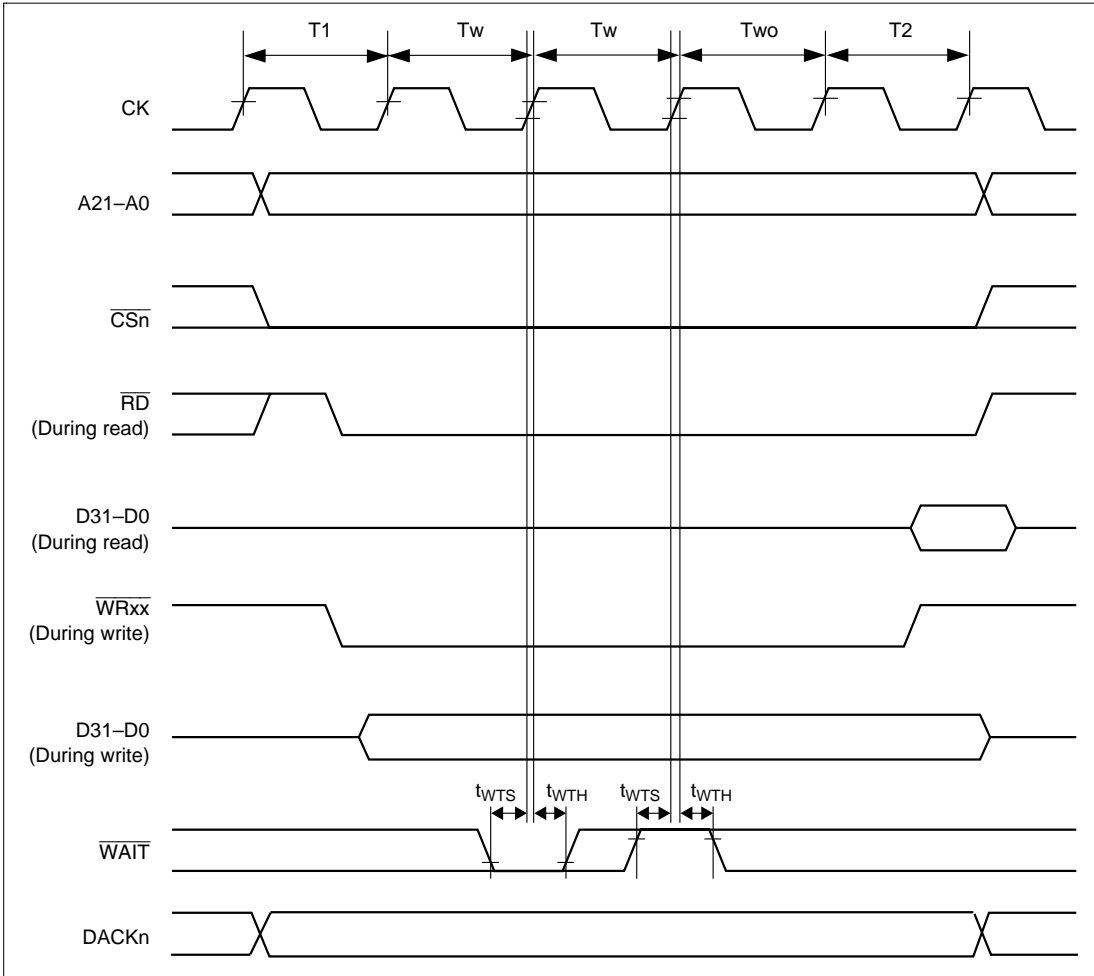 T1 Tw Tw Two T2
CK
A21–A0
CSn
RD
(During read)
D31–D0
(During read)
WRxx
(During write)
D31–D0
(During write)
tWTS tWTH tWTS tWTH
WAIT
DACKn